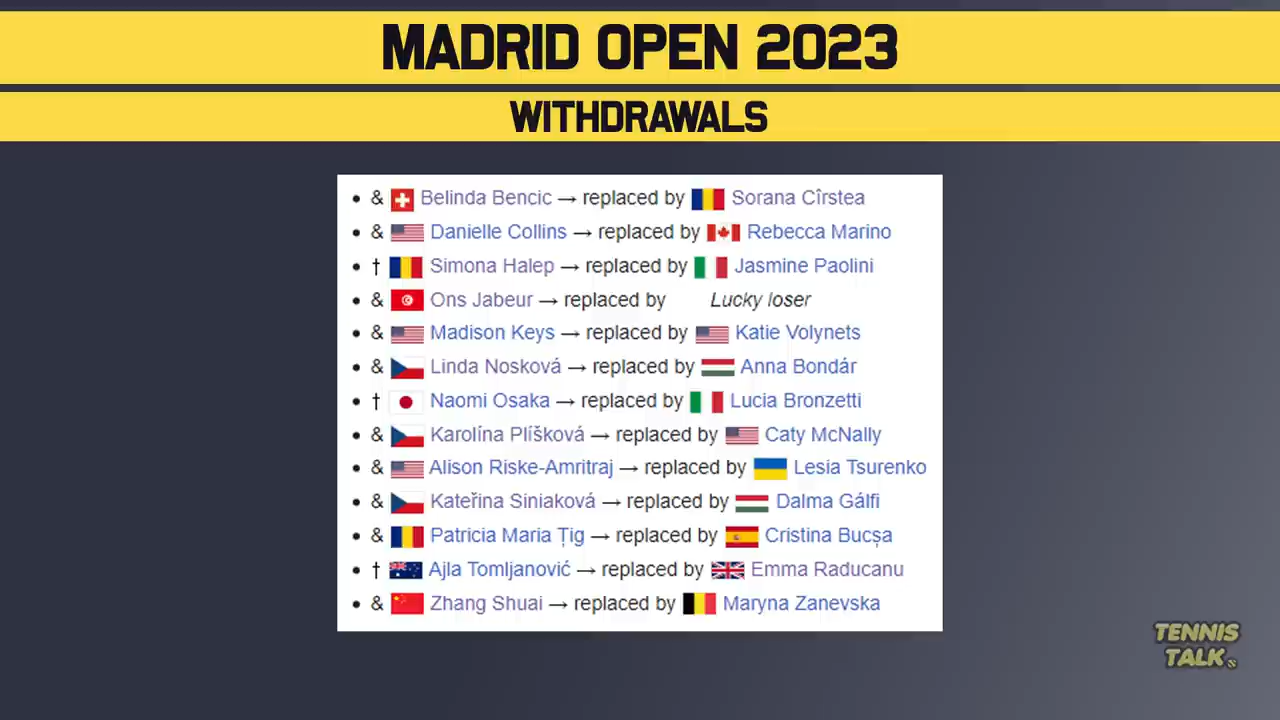 MADRID OPEN 2023
WITHDRAWALS
• & Belinda Bencic → replaced by Sorana Cîrstea
• & Danielle Collins → replaced by Rebecca Marino
• † Simona Halep → replaced by Jasmine Paolini
• & Ons Jabeur → replaced by Lucky loser
• & Madison Keys → replaced by Katie Volynets
• & Linda Nosková → replaced by Anna Bondár
• † Naomi Osaka → replaced by Lucia Bronzetti
• & Karolína Plíšková → replaced by Caty McNally
• & Alison Riske-Amritraj → replaced by Lesia Tsurenko
• & Kateřina Siniaková → replaced by Dalma Gálfi
• & Patricia Maria Țig → replaced by Cristina Bucșa
• † Ajla Tomljanović → replaced by Emma Raducanu
• & Zhang Shuai → replaced by Maryna Zanevska
TENNIS
TALK